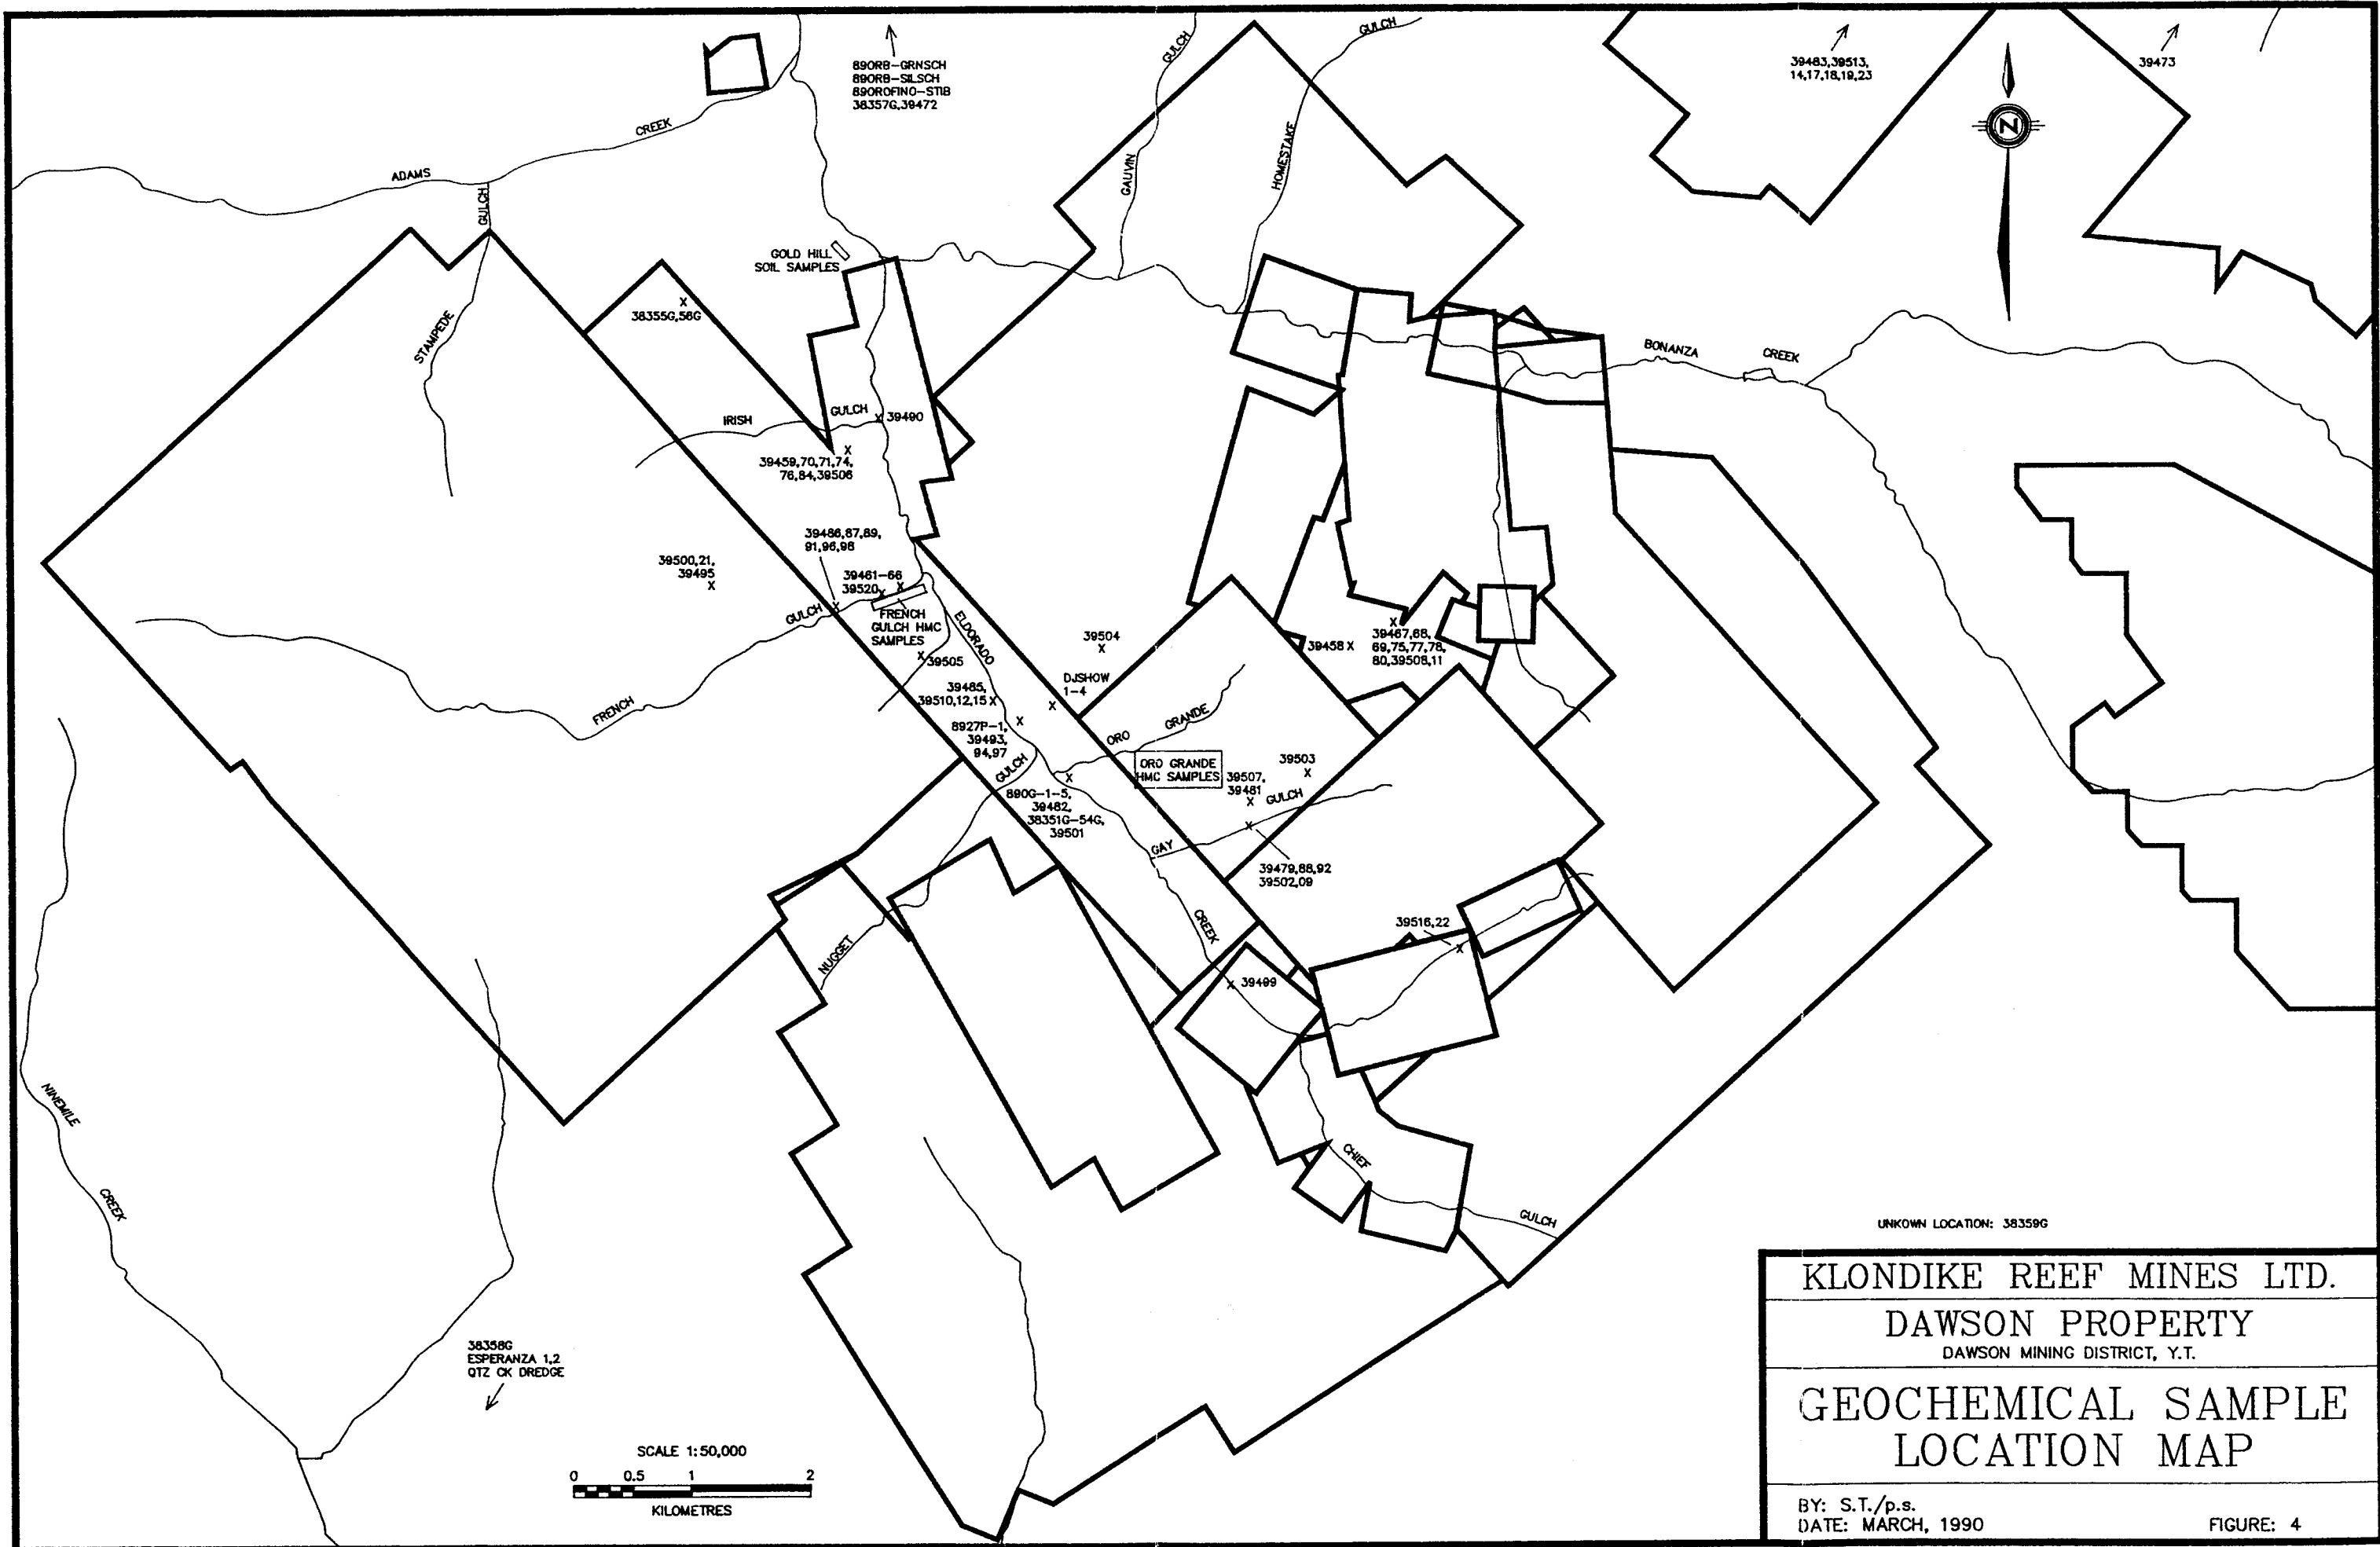 890RB-GRNSCH
890RB-SILSCH
890ROFINO-STIB
38357G,39472
GULCH
GULCH
39483,39513,
14,17,18,19,23
39473
N
CREEK
ADAMS
GULCH
GAUVIN
HOMESTAKE
GOLD HILL
SOIL SAMPLES
38355G,56G
STAMPEDE
BONANZA
CREEK
IRISH
GULCH
39490
39459,70,71,74,
76,84,39506
39486,87,89,
91,96,98
39500,21,
39495
39461-66
39520
GULCH
FRENCH
GULCH HMC
SAMPLES
ELDORADO
39504
39458
39467,68,
69,75,77,78,
80,39508,11
39505
39485,
39510,12,15
DJSHOW
1-4
FRENCH
8927P-1,
39493,
94,97
GULCH
ORO
GRANDE
ORO GRANDE
HMC SAMPLES
39503
39507,
39481
GULCH
890G-1-5,
39482,
38351G-54G,
39501
GAY
39479,88,92
39502,09
CREEK
39516,22
NUGGET
39499
NINEMILE
CREEK
CHIEF
GULCH
UNKOWN LOCATION: 38359G
38358G
ESPERANZA 1,2
QTZ CK DREDGE
SCALE 1:50,000
0 0.5 1 2
KILOMETRES
KLONDIKE REEF MINES LTD.
DAWSON PROPERTY
DAWSON MINING DISTRICT, Y.T.
GEOCHEMICAL SAMPLE
LOCATION MAP
BY: S.T./p.s.
DATE: MARCH, 1990
FIGURE: 4